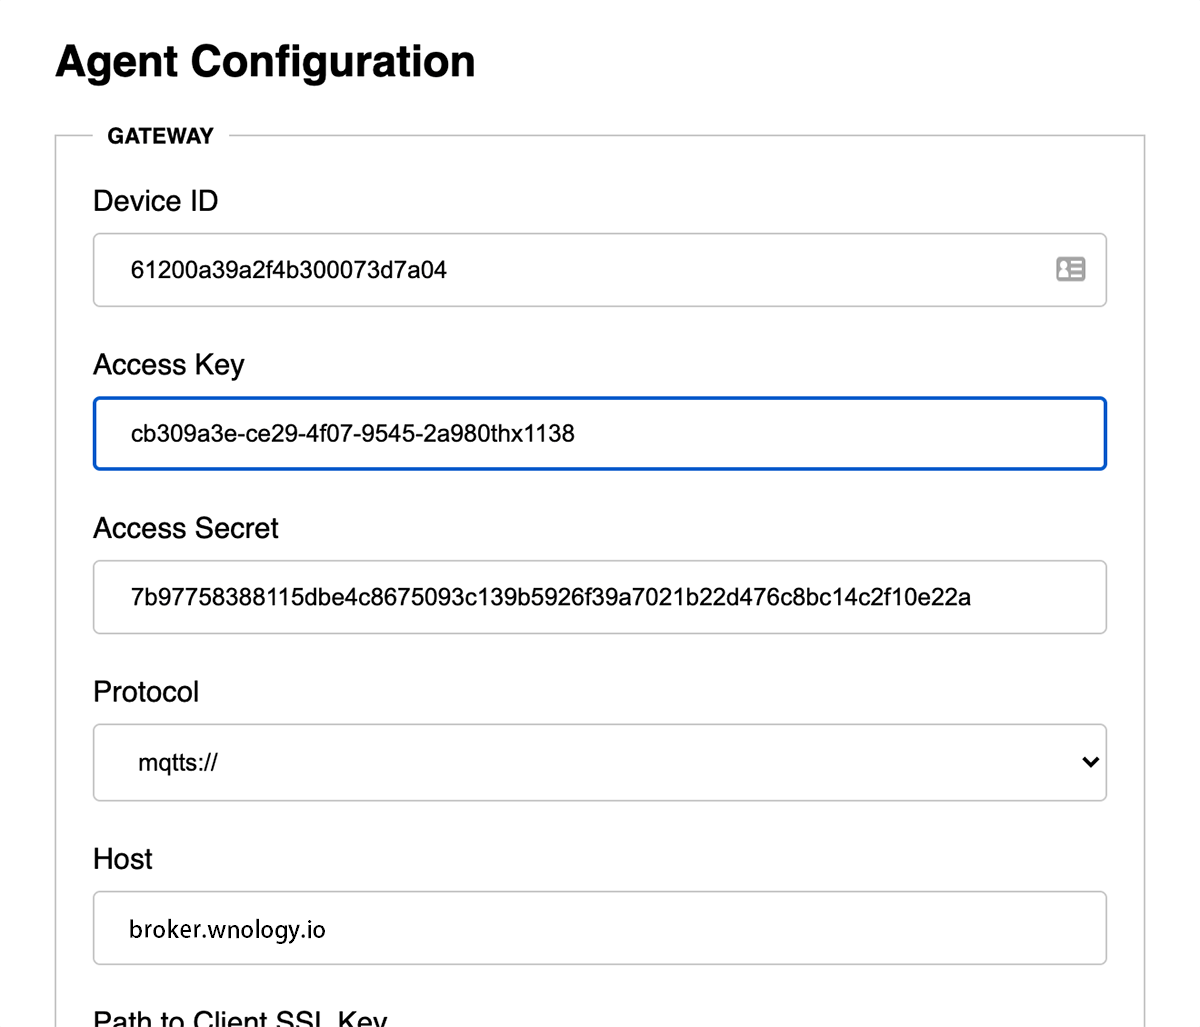 Agent Configuration
GATEWAY
Device ID
61200a39a2f4b300073d7a04
Access Key
cb309a3e-ce29-4f07-9545-2a980thx1138
Access Secret
7b97758388115dbe4c8675093c139b5926f39a7021b22d476c8bc14c2f10e22a
Protocol
mqtts://
Host
broker.wnology.io
Path to Client SSL Key